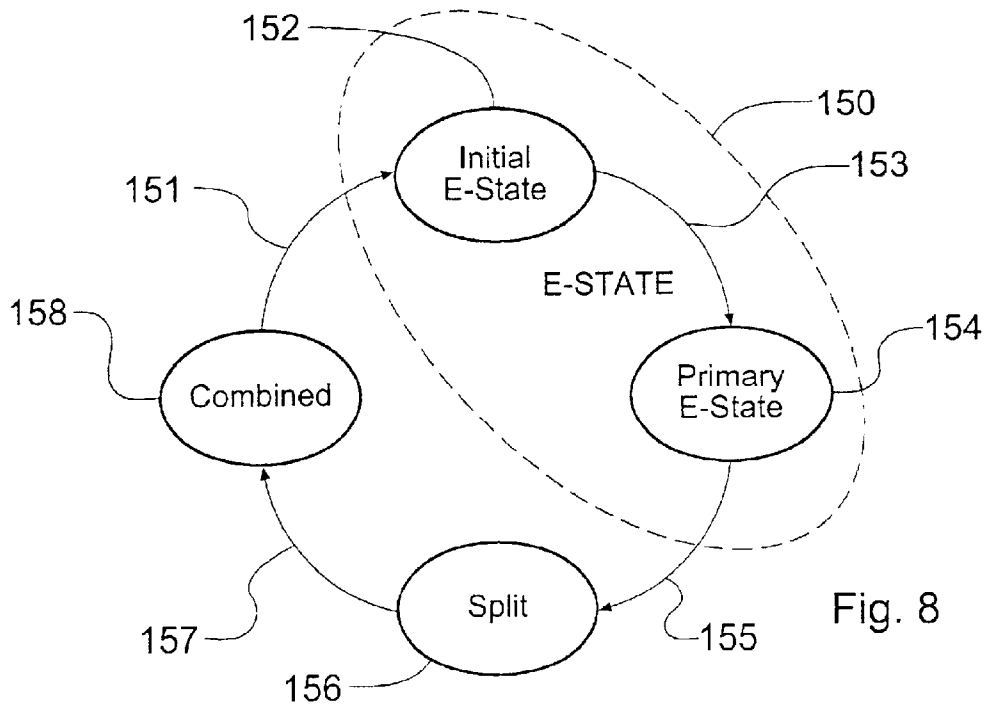 152
150
Initial
E-State
153
151
E-STATE
158
154
Combined
Primary
E-State
Split
Fig. 8
157
155
156